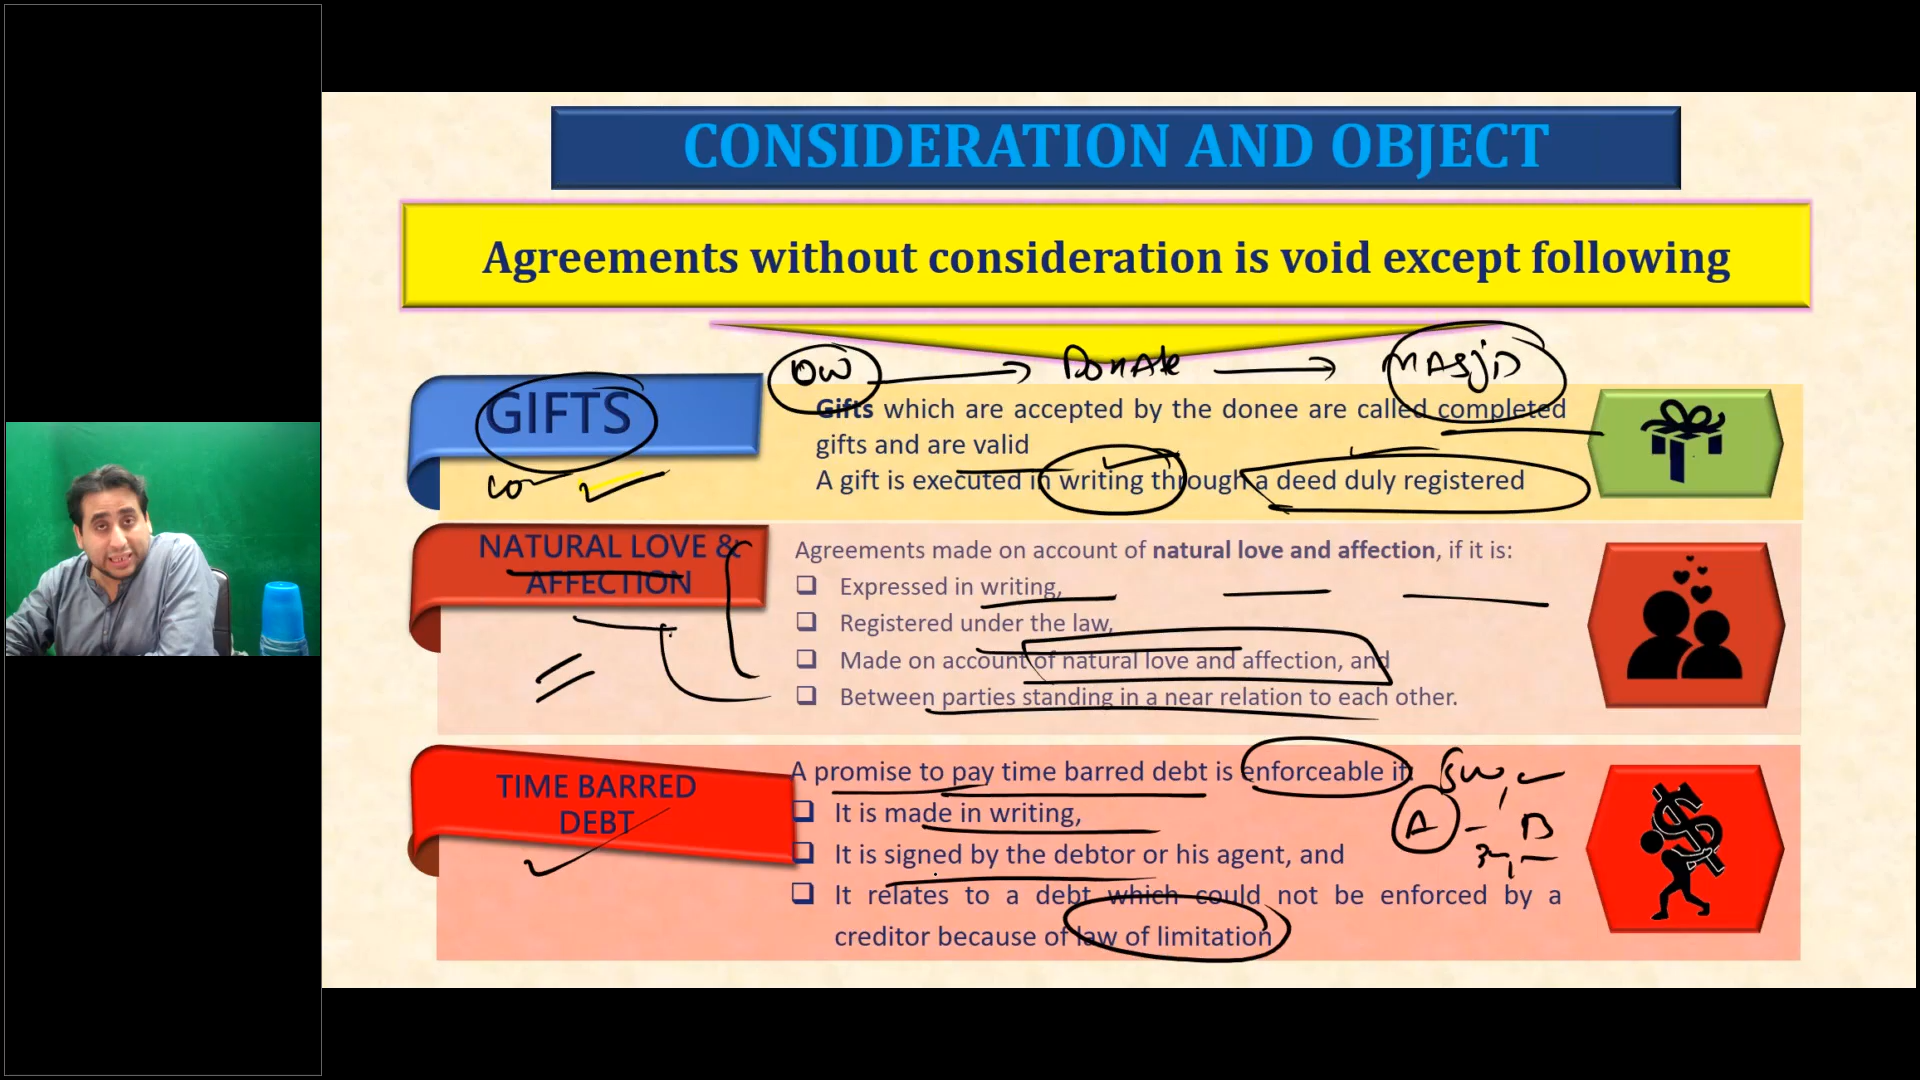 CONSIDERATION AND OBJECT
Agreements without consideration is void except following
OW → DONATE → MASJID
GIFTS
Gifts which are accepted by the donee are called completed
gifts and are valid
A gift is executed in writing through a deed duly registered
NATURAL LOVE &
AFFECTION
Agreements made on account of natural love and affection, if it is:
❑ Expressed in writing,
❑ Registered under the law,
❑ Made on account of natural love and affection, and
❑ Between parties standing in a near relation to each other.
TIME BARRED
DEBT
A promise to pay time barred debt is enforceable if:
❑ It is made in writing,
❑ It is signed by the debtor or his agent, and
❑ It relates to a debt which could not be enforced by a
creditor because of law of limitation
A - B